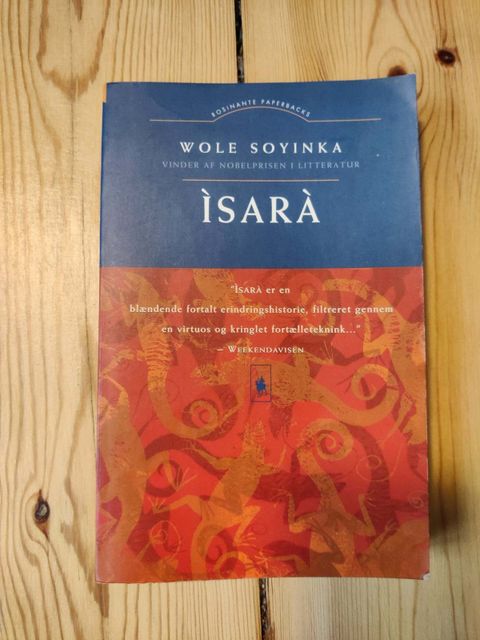 ROSINANTE PAPERBACKS
WOLE SOYINKA
VINDER AF NOBELPRISEN I LITTERATUR
ÌSARÀ
"ÌSARÀ er en
blændende fortalt erindringshistorie, filtreret gennem
en virtuos og kringlet fortælleteknink..."
– WEEKENDAVISEN